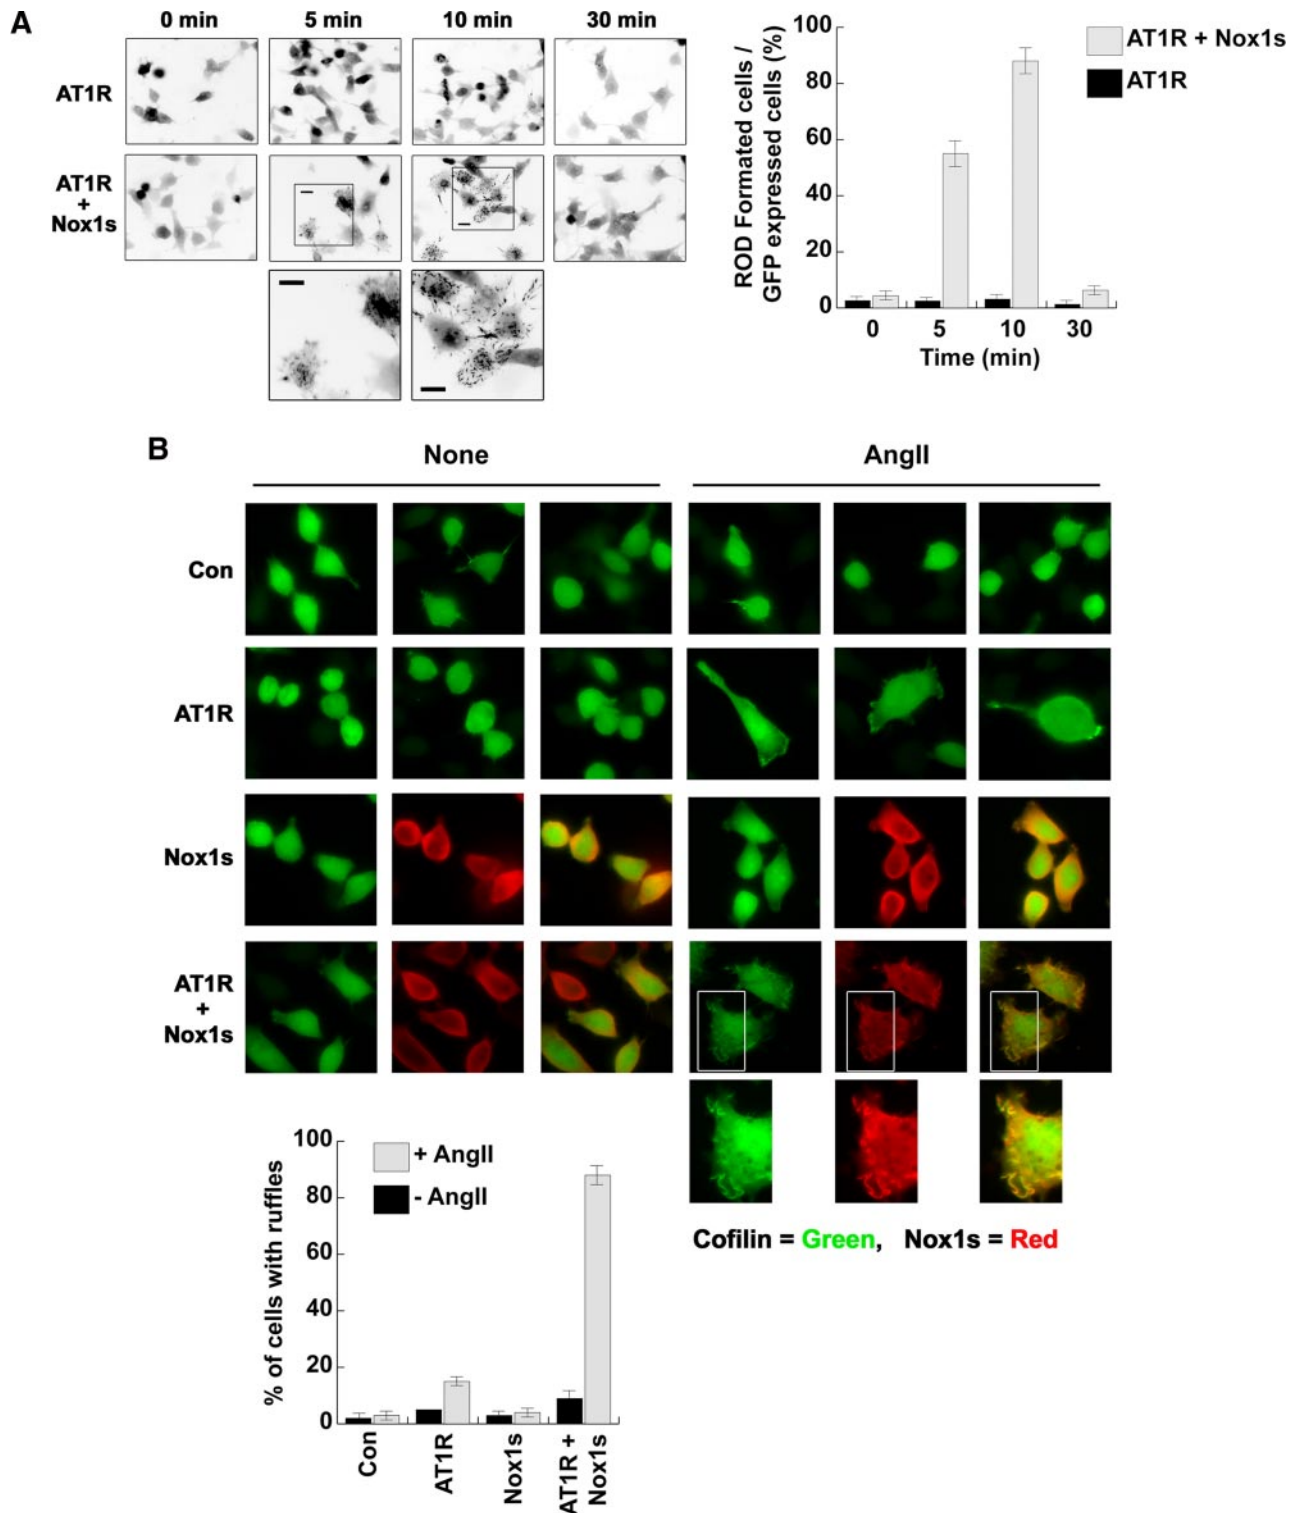 A
0 min 5 min 10 min 30 min
AT1R
AT1R
+
Nox1s
ROD Formated cells /
GFP expressed cells (%)
100
80
60
40
20
0
0 5 10 30
Time (min)
AT1R + Nox1s
AT1R
B
None AngII
Con
AT1R
Nox1s
AT1R
+
Nox1s
Cofilin = Green, Nox1s = Red
% of cells with ruffles
100
80
60
40
20
0
+ AngII
- AngII
Con
AT1R
Nox1s
AT1R +
Nox1s